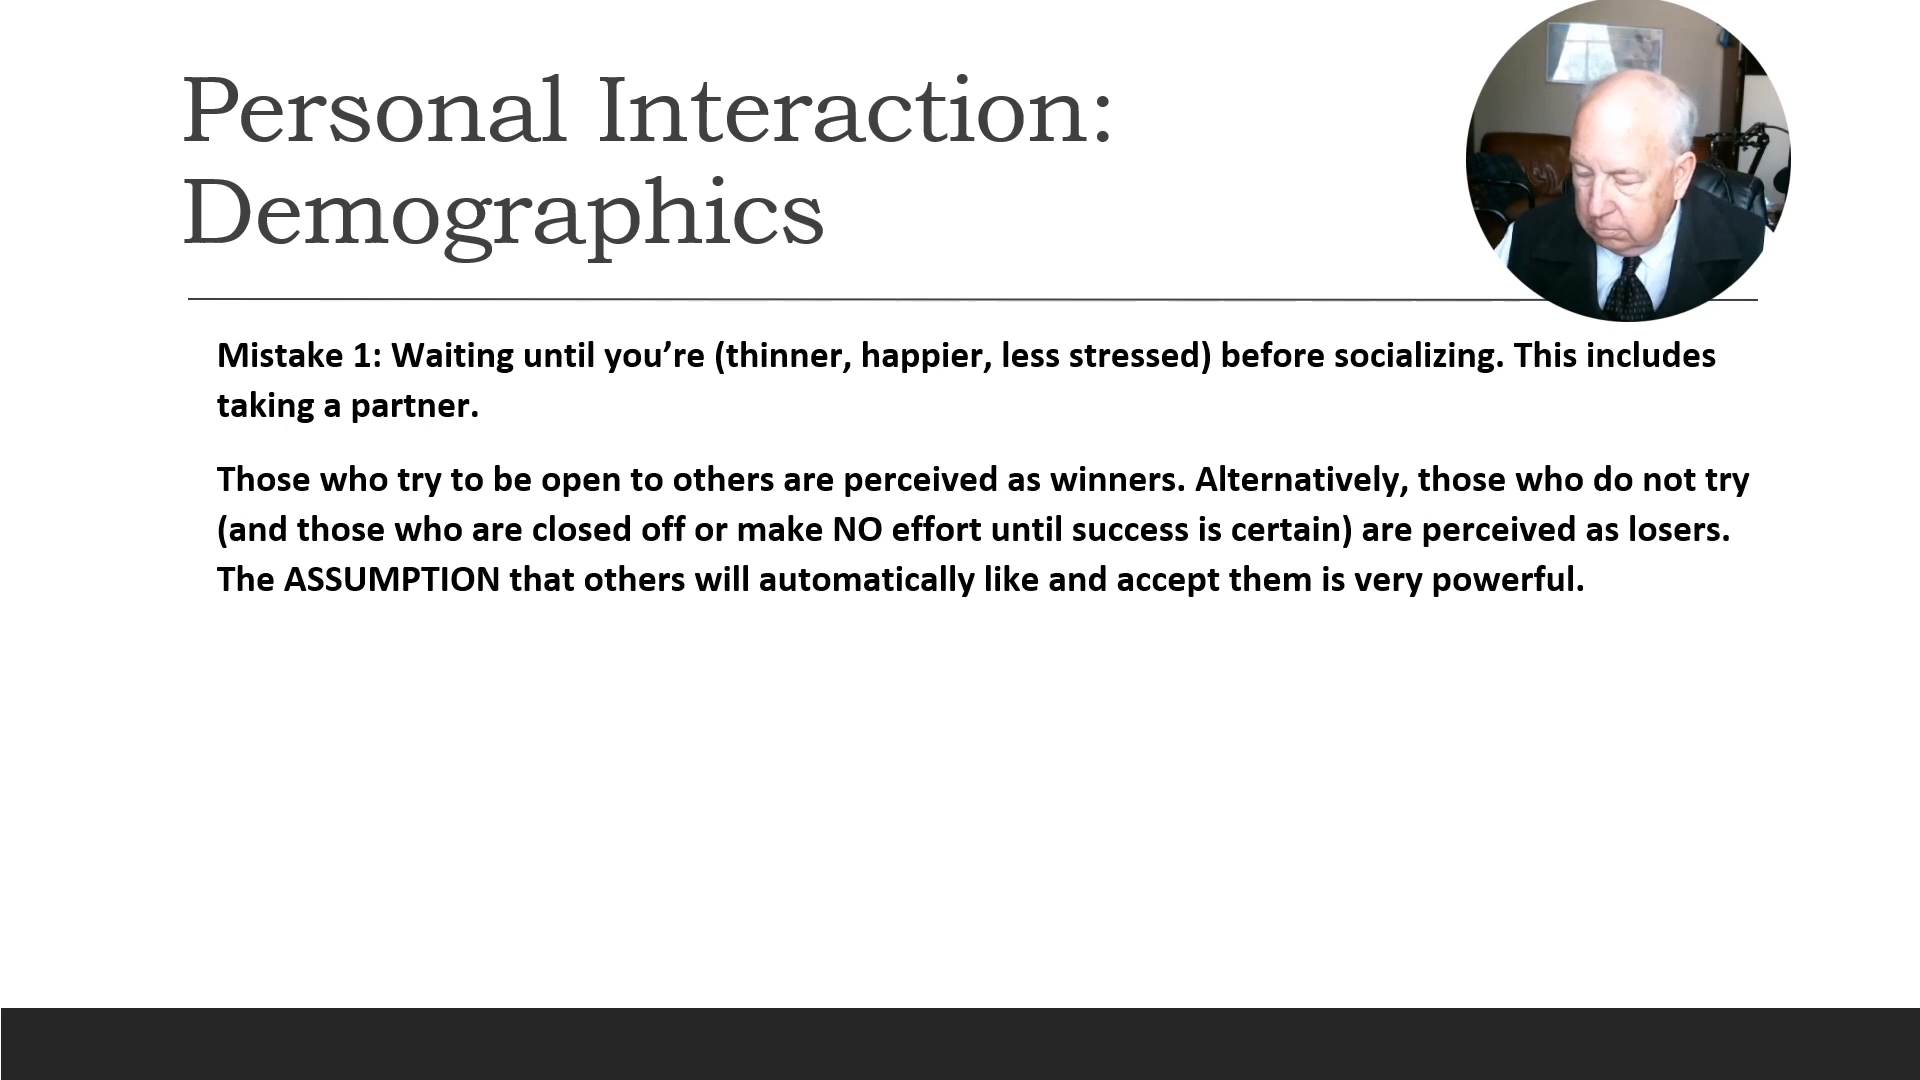 Personal Interaction:
Demographics
Mistake 1: Waiting until you’re (thinner, happier, less stressed) before socializing. This includes
taking a partner.
Those who try to be open to others are perceived as winners. Alternatively, those who do not try
(and those who are closed off or make NO effort until success is certain) are perceived as losers.
The ASSUMPTION that others will automatically like and accept them is very powerful.